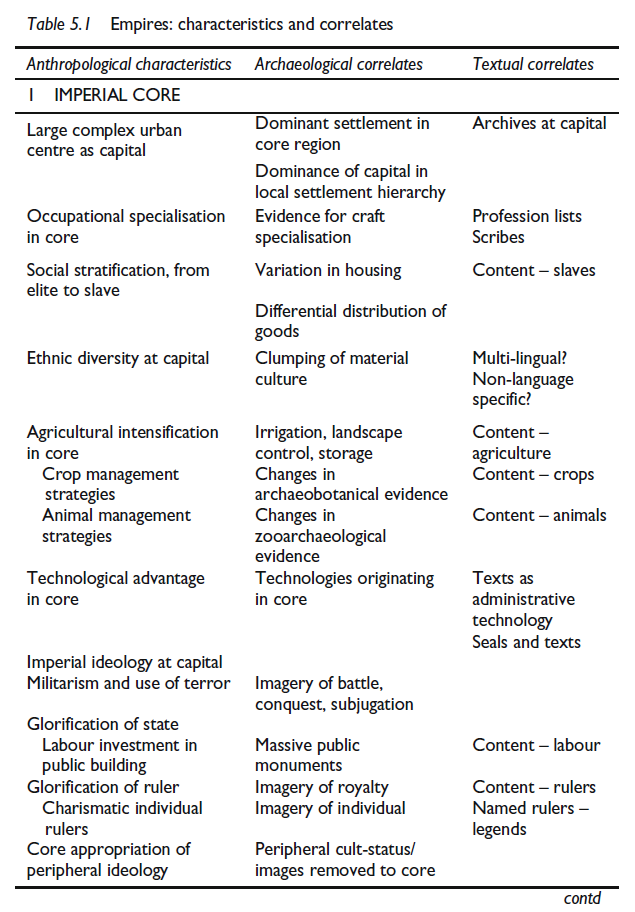 Table 5.1 Empires: characteristics and correlates
Anthropological characteristics Archaeological correlates Textual correlates
1 IMPERIAL CORE
Large complex urban centre as capital
Dominant settlement in core region
Archives at capital
Dominance of capital in local settlement hierarchy
Occupational specialisation in core
Evidence for craft specialisation
Profession lists
Scribes
Social stratification, from elite to slave
Variation in housing
Content – slaves
Differential distribution of goods
Ethnic diversity at capital
Clumping of material culture
Multi-lingual?
Non-language specific?
Agricultural intensification in core
Irrigation, landscape control, storage
Content – agriculture
Crop management strategies
Changes in archaeobotanical evidence
Content – crops
Animal management strategies
Changes in zooarchaeological evidence
Content – animals
Technological advantage in core
Technologies originating in core
Texts as administrative technology
Seals and texts
Imperial ideology at capital
Militarism and use of terror
Imagery of battle, conquest, subjugation
Glorification of state
Labour investment in public building
Massive public monuments
Content – labour
Glorification of ruler
Imagery of royalty
Content – rulers
Charismatic individual rulers
Imagery of individual
Named rulers – legends
Core appropriation of peripheral ideology
Peripheral cult-status/ images removed to core
contd